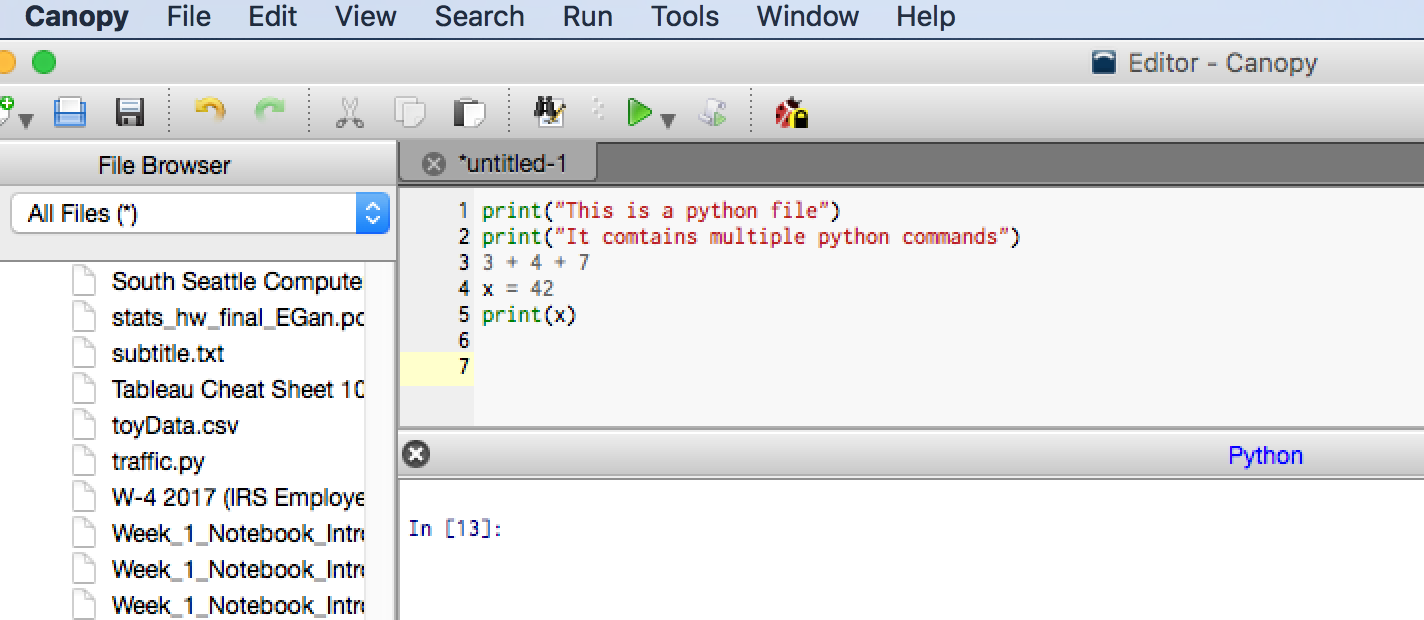 Canopy File Edit View Search Run Tools Window Help
Editor - Canopy
File Browser
*untitled-1
All Files (*)
1 print("This is a python file")
2 print("It comtains multiple python commands")
3 3 + 4 + 7
4 x = 42
5 print(x)
6
7
South Seattle Compute
stats_hw_final_EGan.pd
subtitle.txt
Tableau Cheat Sheet 10
toyData.csv
traffic.py
W-4 2017 (IRS Employe
Week_1_Notebook_Intr
Week_1_Notebook_Intr
Week_1_Notebook_Intr
Python
In [13]: